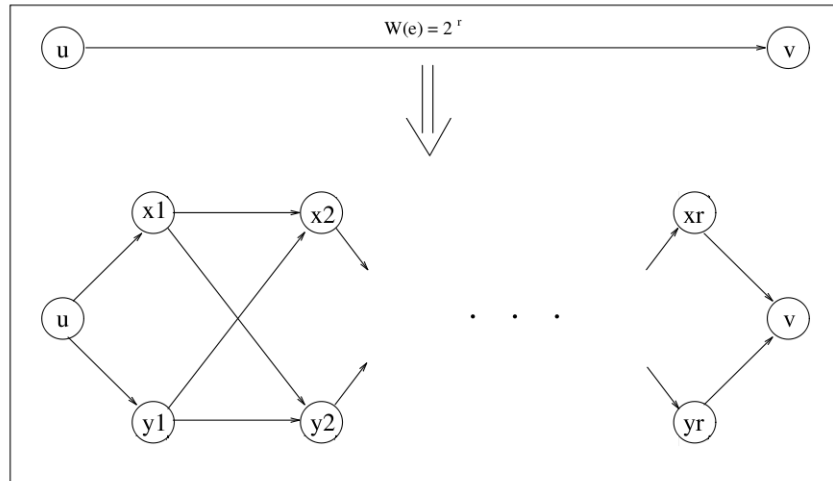 W(e) = 2 r
u v
x1 x2 xr
u . . . v
y1 y2 yr